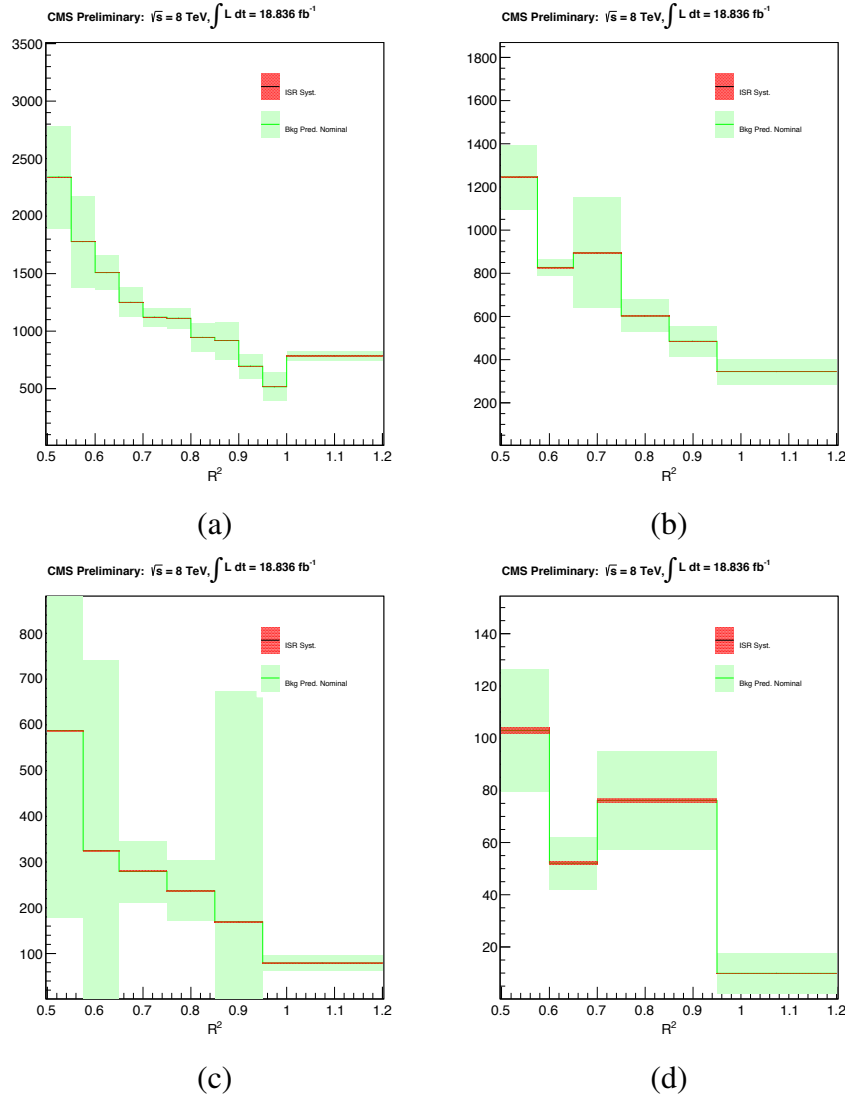 CMS Preliminary: √s = 8 TeV, ∫ L dt = 18.836 fb⁻¹
3500
3000
2500
2000
1500
1000
500
ISR Syst.
Bkg Pred. Nominal
0.5 0.6 0.7 0.8 0.9 1 1.1 1.2
R²
(a)
CMS Preliminary: √s = 8 TeV, ∫ L dt = 18.836 fb⁻¹
1800
1600
1400
1200
1000
800
600
400
200
ISR Syst.
Bkg Pred. Nominal
0.5 0.6 0.7 0.8 0.9 1 1.1 1.2
R²
(b)
CMS Preliminary: √s = 8 TeV, ∫ L dt = 18.836 fb⁻¹
800
700
600
500
400
300
200
100
ISR Syst.
Bkg Pred. Nominal
0.5 0.6 0.7 0.8 0.9 1 1.1 1.2
R²
(c)
CMS Preliminary: √s = 8 TeV, ∫ L dt = 18.836 fb⁻¹
140
120
100
80
60
40
20
ISR Syst.
Bkg Pred. Nominal
0.5 0.6 0.7 0.8 0.9 1 1.1 1.2
R²
(d)